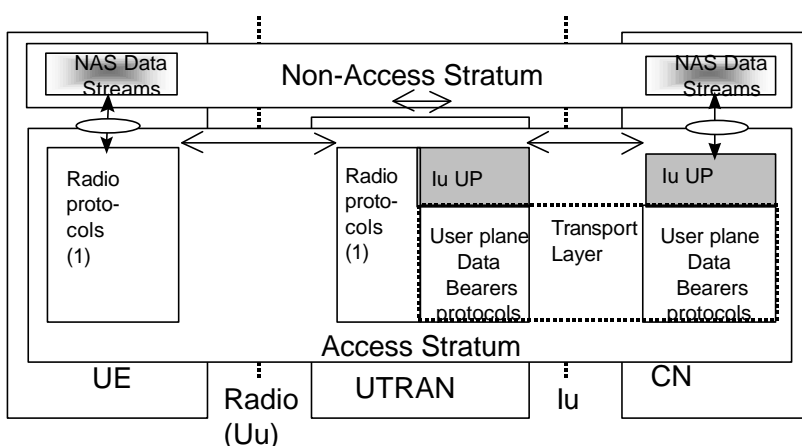 NAS Data
Streams
Non-Access Stratum
NAS Data
Streams
Radio
proto-
cols
(1)
Radio
proto-
cols
(1)
Iu UP
User plane
Data
Bearers
protocols
Transport
Layer
Iu UP
User plane
Data
Bearers
protocols
Access Stratum
UE
Radio
(Uu)
UTRAN
Iu
CN